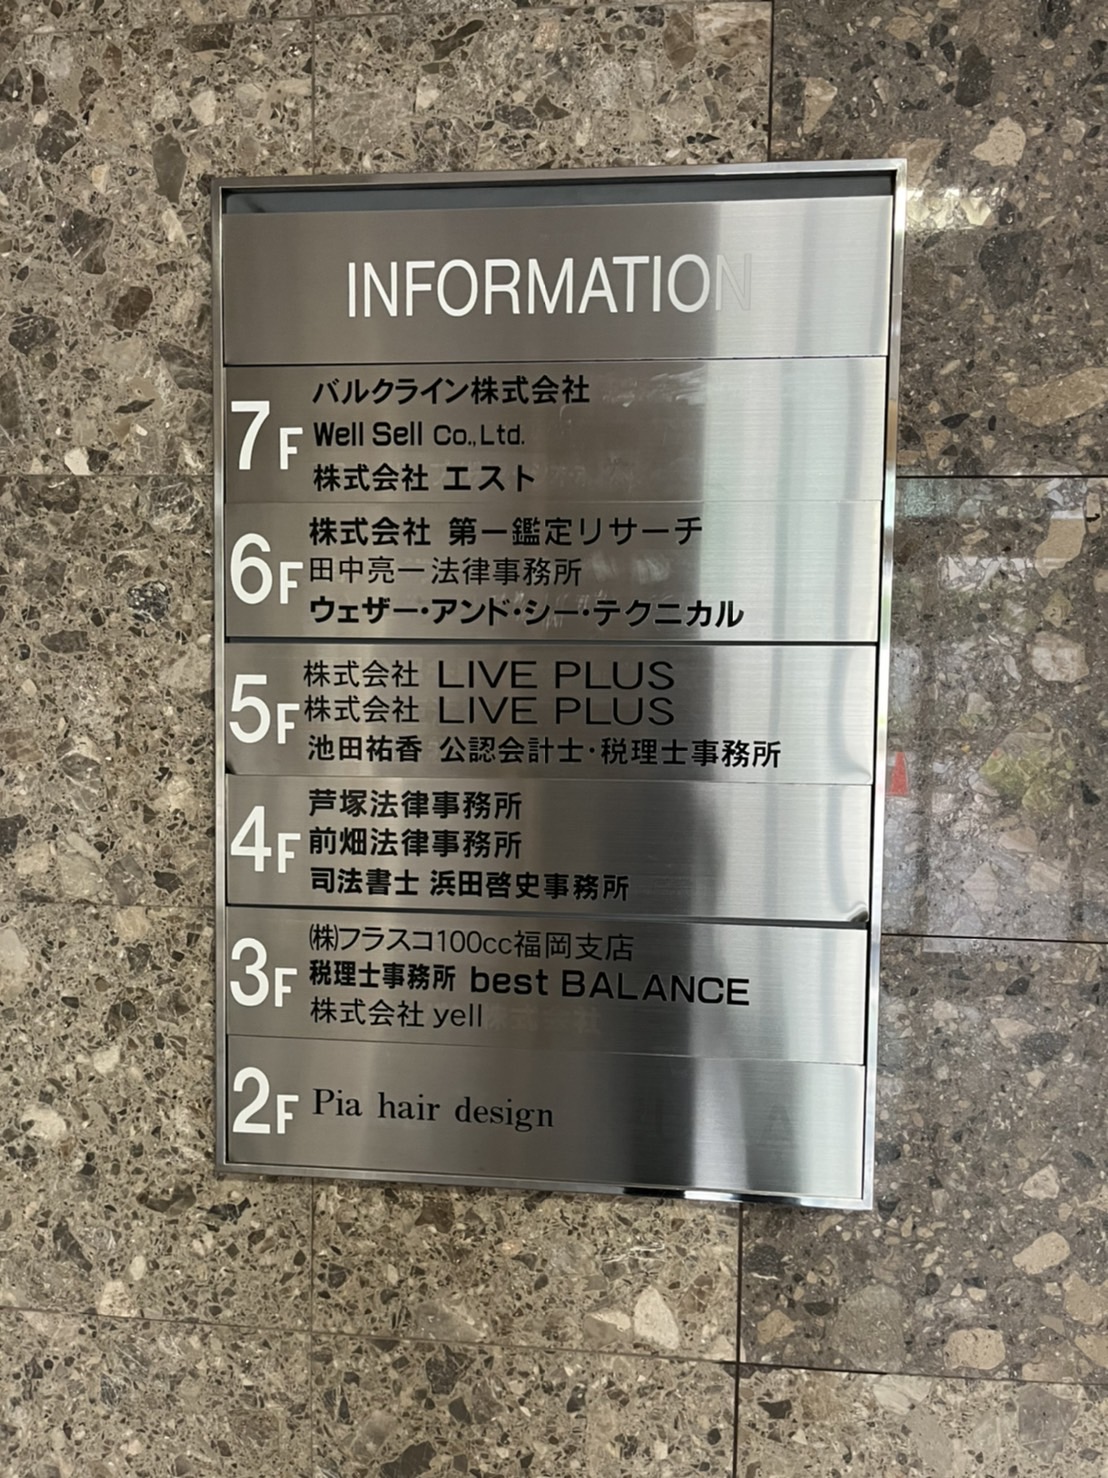 INFORMATION
7F
バルクライン株式会社
Well Sell Co.,Ltd.
株式会社 エスト
6F
株式会社 第一鑑定リサーチ
田中亮一法律事務所
ウェザー・アンド・シー・テクニカル
5F
株式会社 LIVE PLUS
株式会社 LIVE PLUS
池田祐香 公認会計士・税理士事務所
4F
芦塚法律事務所
前畑法律事務所
司法書士 浜田啓史事務所
3F
㈱フラスコ100cc福岡支店
税理士事務所 best BALANCE
株式会社 yell
2F
Pia hair design